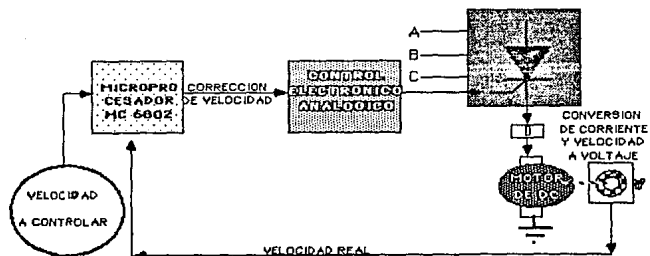 A
B
C
MICROPRO
CESADOR
MC 6802
CORRECCION
DE VELOCIDAD
CONTROL
ELECTRONICO
ANALOGICO
CONVERSION
DE CORRIENTE
Y VELOCIDAD
A VOLTAJE
MOTOR
DE DC
VELOCIDAD
A CONTROLAR
VELOCIDAD REAL